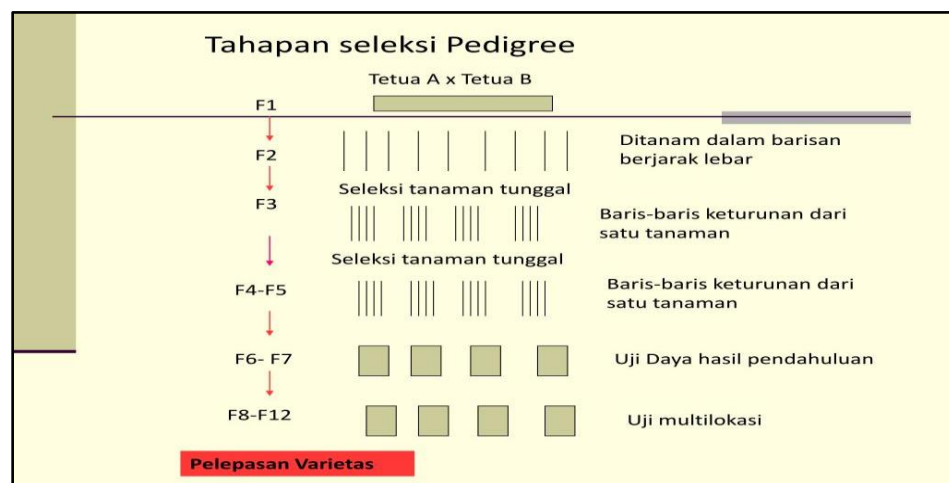 Tahapan seleksi Pedigree
Tetua A x Tetua B
F1
F2
Ditanam dalam barisan
berjarak lebar
Seleksi tanaman tunggal
F3
Baris-baris keturunan dari
satu tanaman
Seleksi tanaman tunggal
F4-F5
Baris-baris keturunan dari
satu tanaman
F6- F7
Uji Daya hasil pendahuluan
F8-F12
Uji multilokasi
Pelepasan Varietas